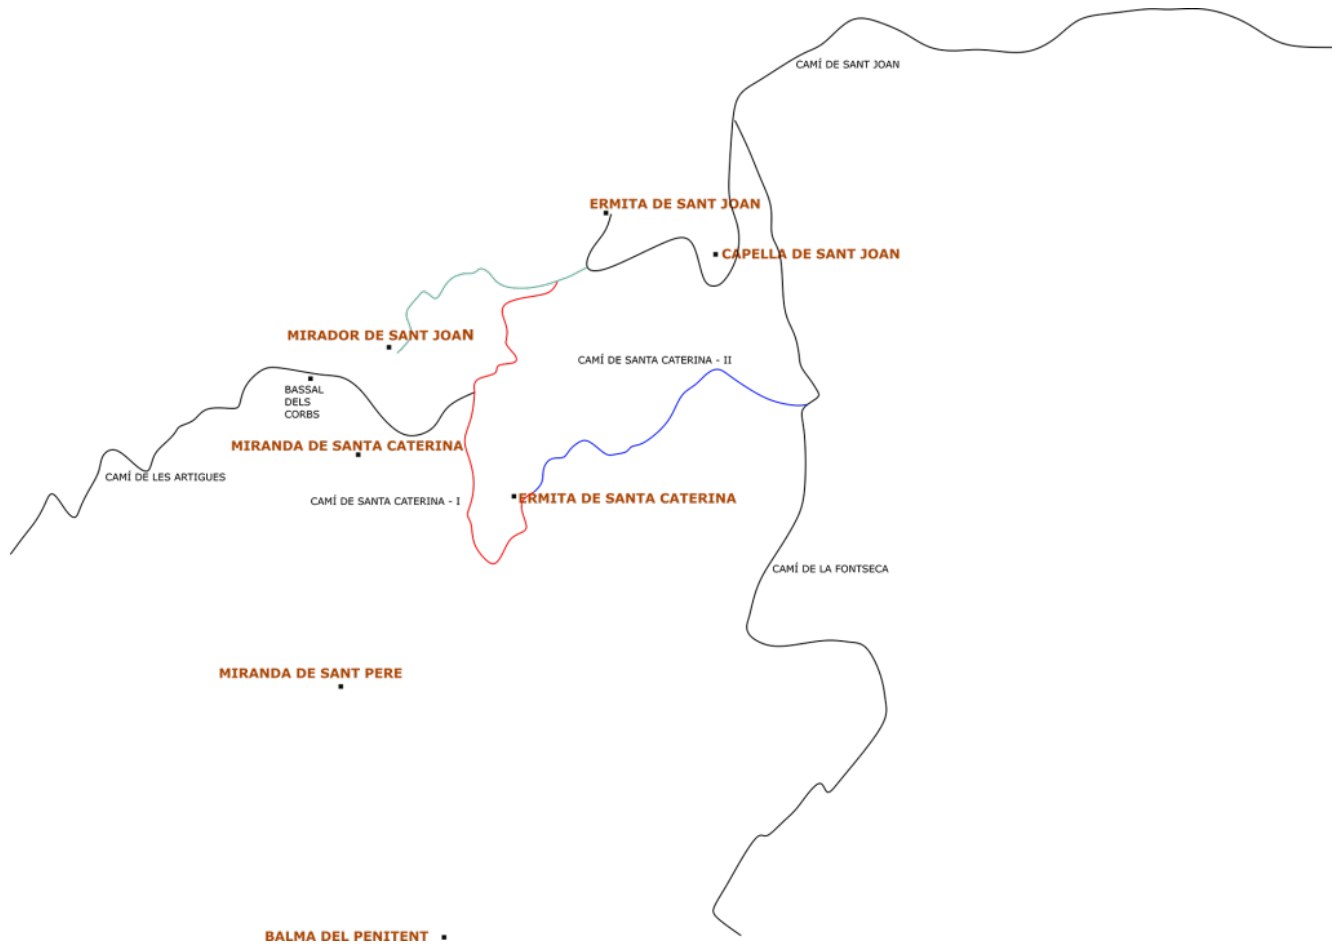 CAMÍ DE SANT JOAN
ERMITA DE SANT JOAN
CAPELLA DE SANT JOAN
MIRADOR DE SANT JOAN
CAMÍ DE SANTA CATERINA - II
BASSAL
DELS
CORBS
MIRANDA DE SANTA CATERINA
CAMÍ DE LES ARTIGUES
CAMÍ DE SANTA CATERINA - I
ERMITA DE SANTA CATERINA
CAMÍ DE LA FONTSECA
MIRANDA DE SANT PERE
BALMA DEL PENITENT